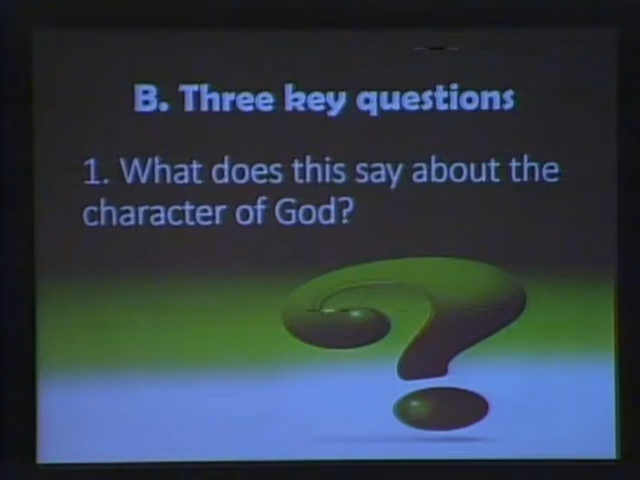 B. Three key questions
1. What does this say about the
character of God?